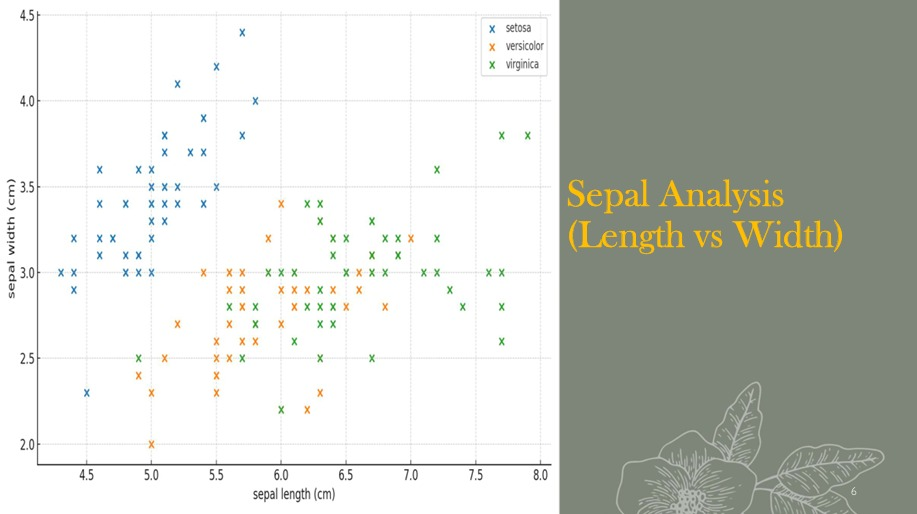 4.5
4.0
3.5
3.0
2.5
2.0
sepal width (cm)
4.5 5.0 5.5 6.0 6.5 7.0 7.5 8.0
sepal length (cm)
setosa
versicolor
virginica
Sepal Analysis
(Length vs Width)
6